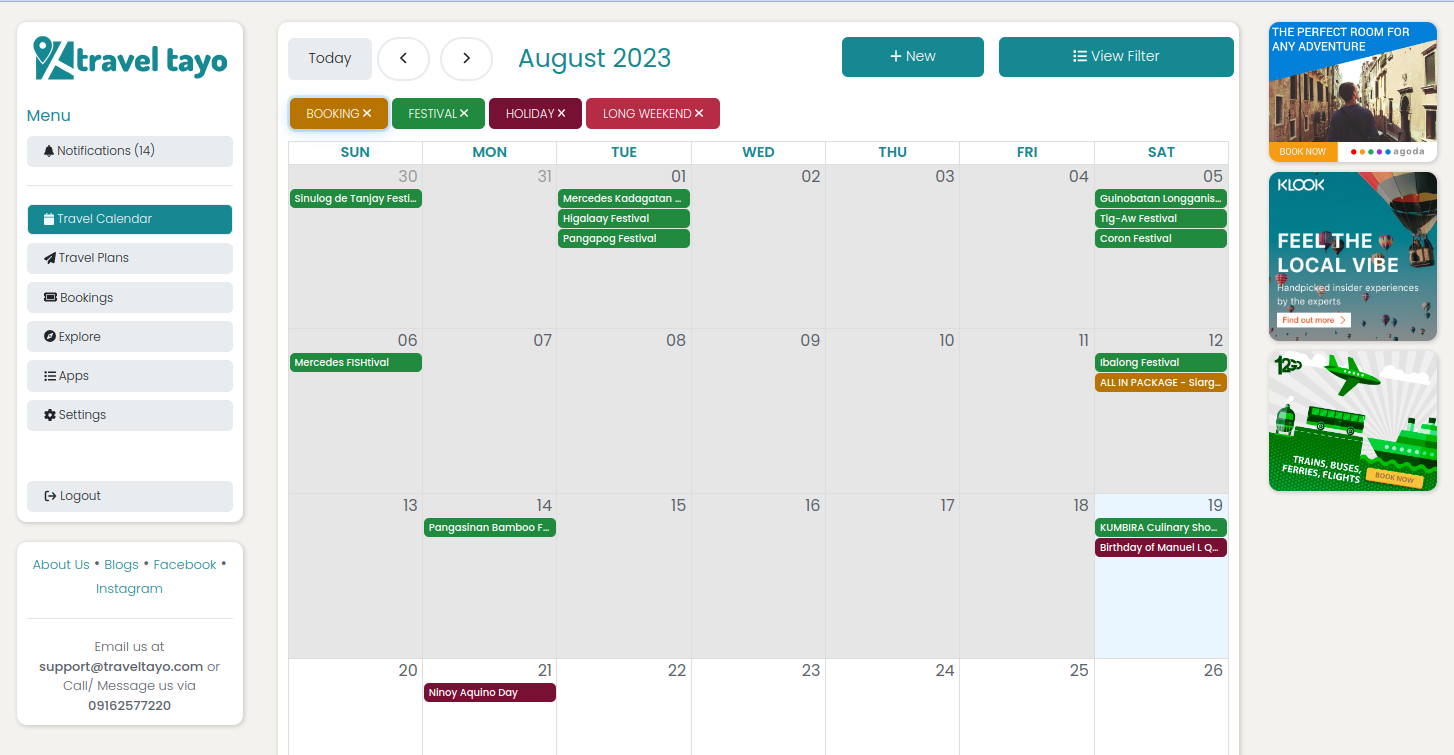 travel tayo
Menu
Notifications (14)
Travel Calendar
Travel Plans
Bookings
Explore
Apps
Settings
Logout
About Us • Blogs • Facebook •
Instagram
Email us at
support@traveltayo.com or
Call/ Message us via
09162577220
Today
August 2023
+ New
View Filter
BOOKING ×
FESTIVAL ×
HOLIDAY ×
LONG WEEKEND ×
SUN MON TUE WED THU FRI SAT
30 31 01 02 03 04 05
Sinulog de Tanjay Festi...
Mercedes Kadagatan ...
Higalaay Festival
Pangapog Festival
Guinobatan Longganis...
Tig-Aw Festival
Coron Festival
06 07 08 09 10 11 12
Mercedes FISHtival
Ibalong Festival
ALL IN PACKAGE - Siarg...
13 14 15 16 17 18 19
Pangasinan Bamboo F...
KUMBIRA Culinary Sho...
Birthday of Manuel L Q...
20 21 22 23 24 25 26
Ninoy Aquino Day
THE PERFECT ROOM FOR
ANY ADVENTURE
BOOK NOW
agoda
KLOOK
FEEL THE
LOCAL VIBE
Handpicked insider experiences
by the experts
Find out more
12GO
TRAINS, BUSES,
FERRIES, FLIGHTS
BOOK NOW